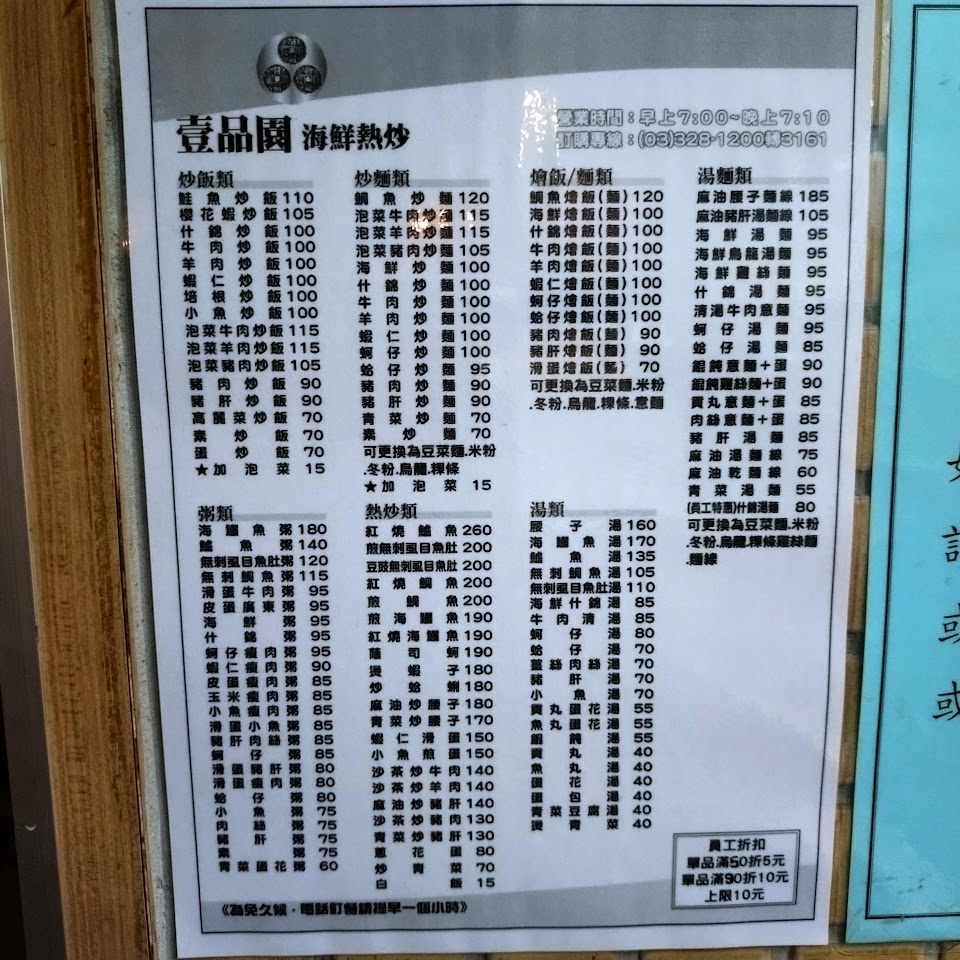 壹品園 海鮮熱炒
營業時間：早上7:00~晚上7:10
訂購專線：(03)328-1200轉3161
炒飯類
鮭魚炒飯 110
櫻花蝦炒飯 105
什錦炒飯 100
牛肉炒飯 100
羊肉炒飯 100
蝦仁炒飯 100
培根炒飯 100
小魚炒飯 100
泡菜牛肉炒飯 115
泡菜羊肉炒飯 115
泡菜豬肉炒飯 105
豬肉炒飯 90
豬肝炒飯 90
高麗菜炒飯 70
素炒飯 70
蛋炒飯 70
★加泡菜 15
炒麵類
鯛魚炒麵 120
泡菜牛肉炒麵 115
泡菜羊肉炒麵 115
泡菜豬肉炒麵 105
海鮮炒麵 100
什錦炒麵 100
牛肉炒麵 100
羊肉炒麵 100
蝦仁炒麵 100
蚵仔炒麵 100
蛤仔炒麵 95
豬肉炒麵 90
豬肝炒麵 90
青菜炒麵 70
素炒麵 70
可更換為豆菜麵.米粉
.冬粉.烏龍.粿條
★加泡菜 15
燴飯/麵類
鯛魚燴飯(麵) 120
海鮮燴飯(麵) 100
什錦燴飯(麵) 100
牛肉燴飯(麵) 100
羊肉燴飯(麵) 100
蝦仁燴飯(麵) 100
蚵仔燴飯(麵) 100
蛤仔燴飯(麵) 100
豬肉燴飯(麵) 90
豬肝燴飯(麵) 90
滑蛋燴飯(麵) 70
可更換為豆菜麵.米粉
.冬粉.烏龍.粿條.意麵
湯麵類
麻油腰子麵線 185
麻油豬肝湯麵線 105
海鮮湯麵 95
海鮮烏龍湯麵 95
海鮮雞絲麵 95
什錦湯麵 95
清湯牛肉意麵 95
蚵仔湯麵 95
蛤仔湯麵 85
餛飩意麵+蛋 90
餛飩雞絲麵+蛋 90
貢丸意麵+蛋 85
肉絲意麵+蛋 85
豬肝湯麵 85
麻油湯麵線 75
麻油乾麵線 60
青菜湯麵 55
(員工特惠)什錦湯麵 80
可更換為豆菜麵.米粉
.冬粉.烏龍.粿條雞絲麵
.麵線
粥類
海鱺魚粥 180
鱸魚粥 140
無刺虱目魚肚粥 120
無刺鯛魚粥 115
滑蛋牛肉粥 95
皮蛋廣東粥 95
海鮮粥 95
什錦粥 95
蚵仔瘦肉粥 95
蝦仁瘦肉粥 90
皮蛋瘦肉粥 85
玉米瘦肉粥 85
小魚瘦肉粥 85
滑蛋小魚粥 85
豬肝肉絲粥 85
蚵仔粥 85
滑蛋豬肝粥 80
滑蛋瘦肉粥 80
蛤仔粥 80
小魚粥 75
肉絲粥 75
豬肝粥 75
素粥 75
青菜蛋花粥 60
熱炒類
紅燒鱸魚 260
煎無刺虱目魚肚 200
豆豉無刺虱目魚肚 200
紅燒鯛魚 200
煎鯛魚 200
煎海鱺魚 190
紅燒海鱺魚 190
蔭司蚵 190
燙蝦子 180
炒蛤蜊 180
麻油炒腰子 180
青菜炒腰子 170
蝦仁滑蛋 150
小魚煎蛋 150
沙茶炒牛肉 140
沙茶炒羊肉 140
麻油炒豬肝 140
沙茶炒豬肉 130
青菜炒豬肝 130
蔥花蛋 80
炒青菜 70
白飯 15
湯類
腰子湯 160
海鱺魚湯 170
鱸魚湯 135
無刺鯛魚湯 105
無刺虱目魚肚湯 110
海鮮什錦湯 85
牛肉清湯 85
蚵仔湯 80
蛤仔湯 70
薑絲肉絲湯 70
豬肝湯 70
小魚湯 70
貢丸蛋花湯 55
魚丸蛋花湯 55
餛飩湯 55
貢丸湯 40
魚丸湯 40
蛋花湯 40
蛋包湯 40
青菜豆腐湯 40
燙青菜 40
員工折扣
單品滿50折5元
單品滿90折10元
上限10元
《為免久候，電話訂餐請提早一個小時》
或